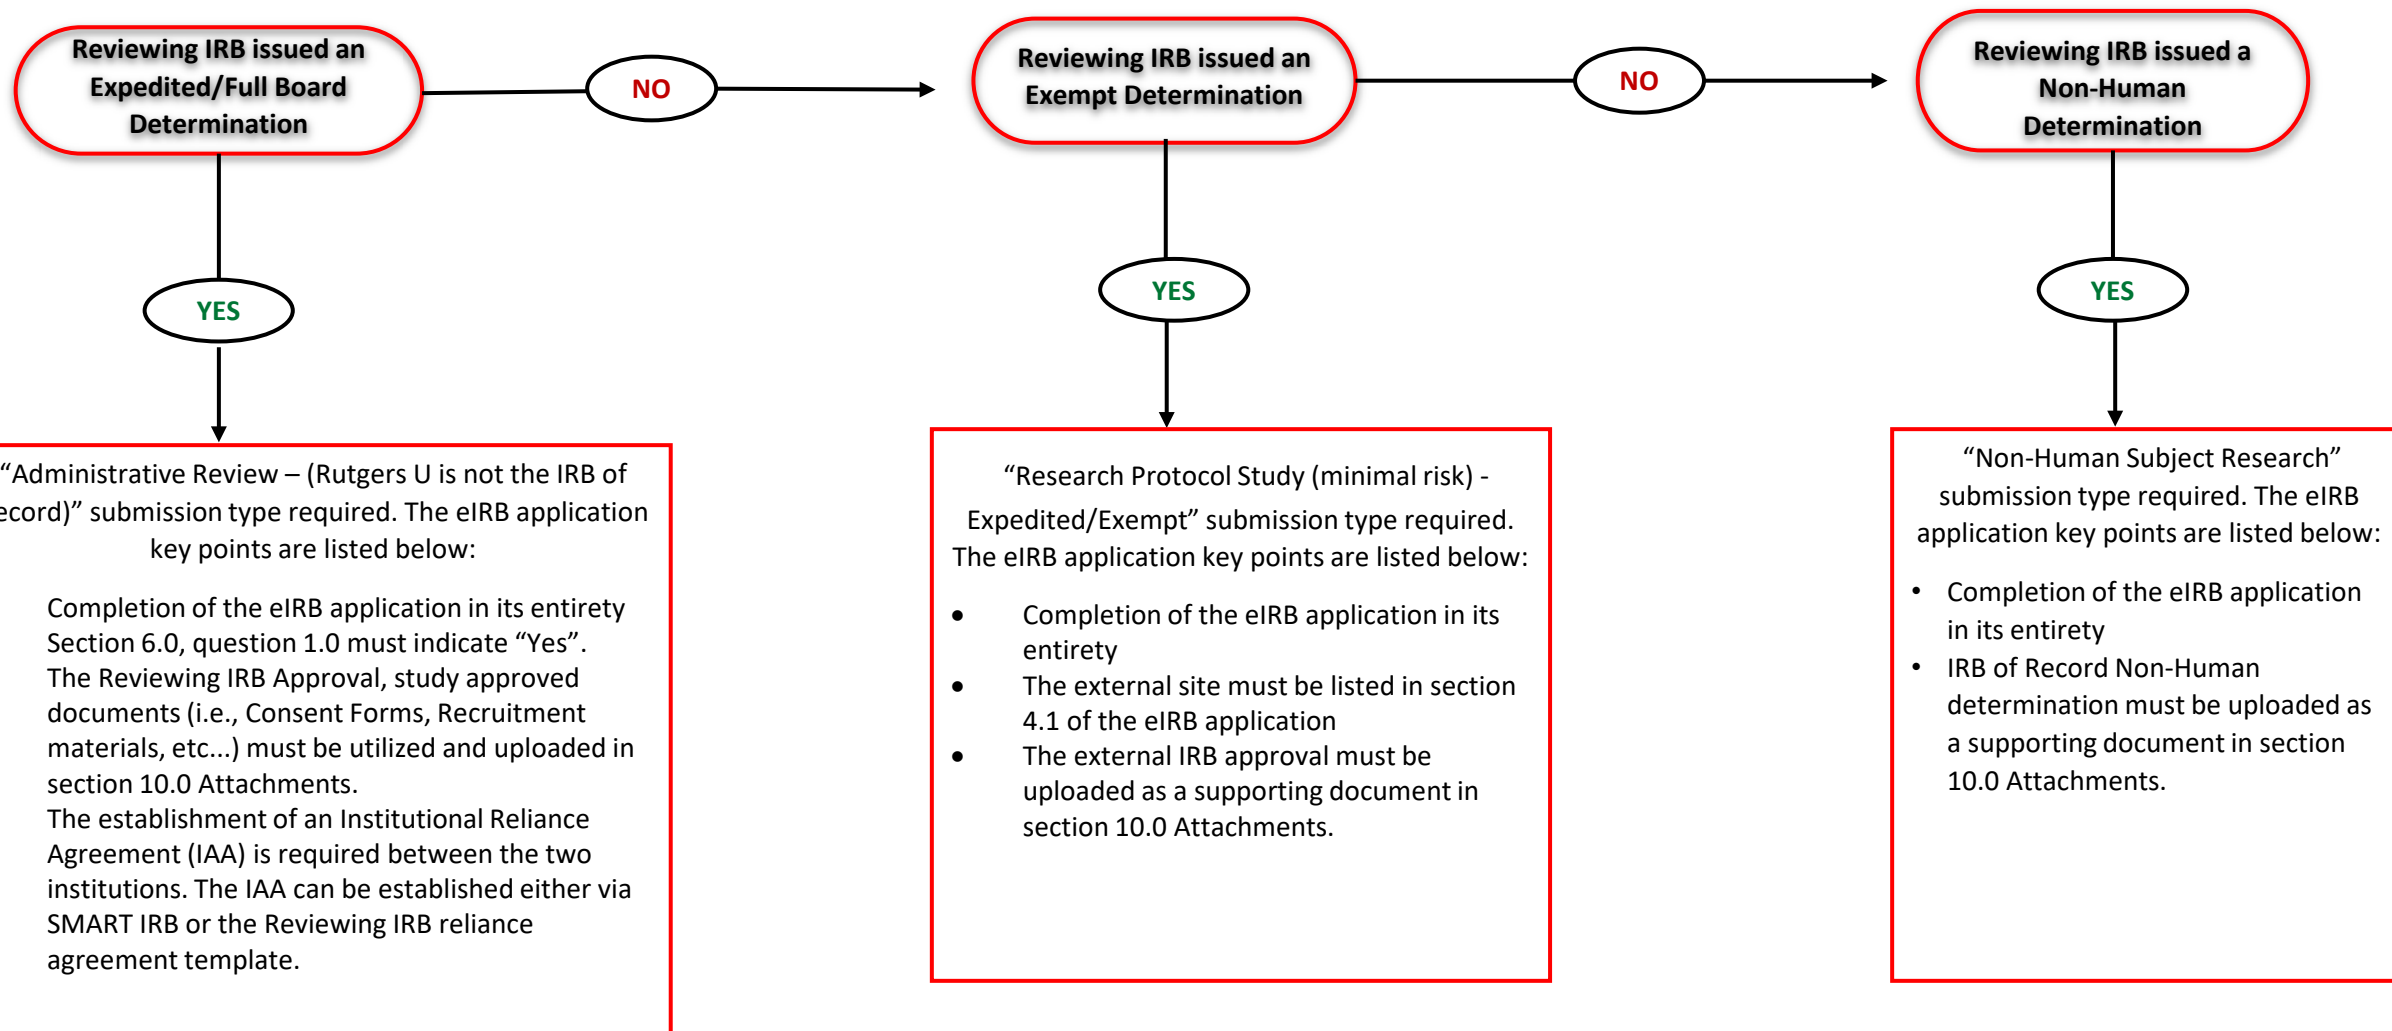 Reviewing IRB issued an
Expedited/Full Board
Determination
NO
Reviewing IRB issued an
Exempt Determination
NO
Reviewing IRB issued a
Non-Human
Determination
YES
YES
YES
“Administrative Review – (Rutgers U is not the IRB of
ecord)” submission type required. The eIRB application
key points are listed below:
Completion of the eIRB application in its entirety
Section 6.0, question 1.0 must indicate “Yes”.
The Reviewing IRB Approval, study approved
documents (i.e., Consent Forms, Recruitment
materials, etc...) must be utilized and uploaded in
section 10.0 Attachments.
The establishment of an Institutional Reliance
Agreement (IAA) is required between the two
institutions. The IAA can be established either via
SMART IRB or the Reviewing IRB reliance
agreement template.
“Research Protocol Study (minimal risk) -
Expedited/Exempt” submission type required.
The eIRB application key points are listed below:
• Completion of the eIRB application in its
entirety
• The external site must be listed in section
4.1 of the eIRB application
• The external IRB approval must be
uploaded as a supporting document in
section 10.0 Attachments.
“Non-Human Subject Research”
submission type required. The eIRB
application key points are listed below:
• Completion of the eIRB application
in its entirety
• IRB of Record Non-Human
determination must be uploaded as
a supporting document in section
10.0 Attachments.